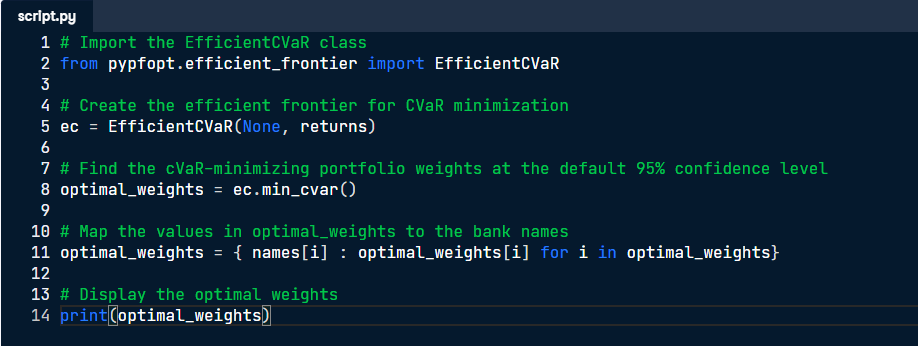 script.py
1 # Import the EfficientCVaR class
2 from pypfopt.efficient_frontier import EfficientCVaR
3
4 # Create the efficient frontier for CVaR minimization
5 ec = EfficientCVaR(None, returns)
6
7 # Find the cVaR-minimizing portfolio weights at the default 95% confidence level
8 optimal_weights = ec.min_cvar()
9
10 # Map the values in optimal_weights to the bank names
11 optimal_weights = { names[i] : optimal_weights[i] for i in optimal_weights}
12
13 # Display the optimal weights
14 print(optimal_weights)